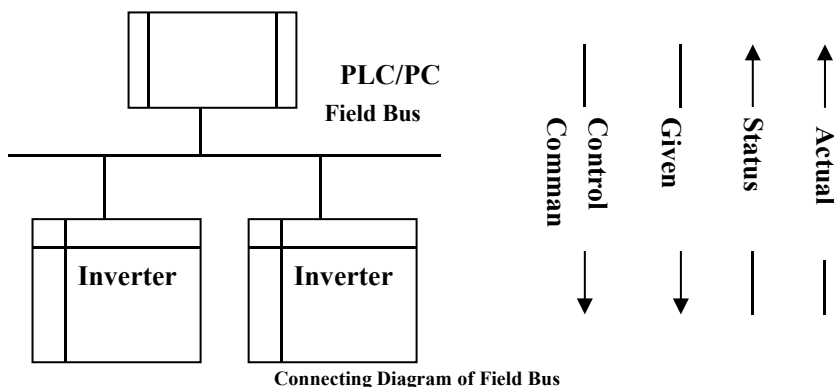 PLC/PC
Field Bus
Control
Comman
Given
Status
Actual
Inverter
Inverter
Connecting Diagram of Field Bus